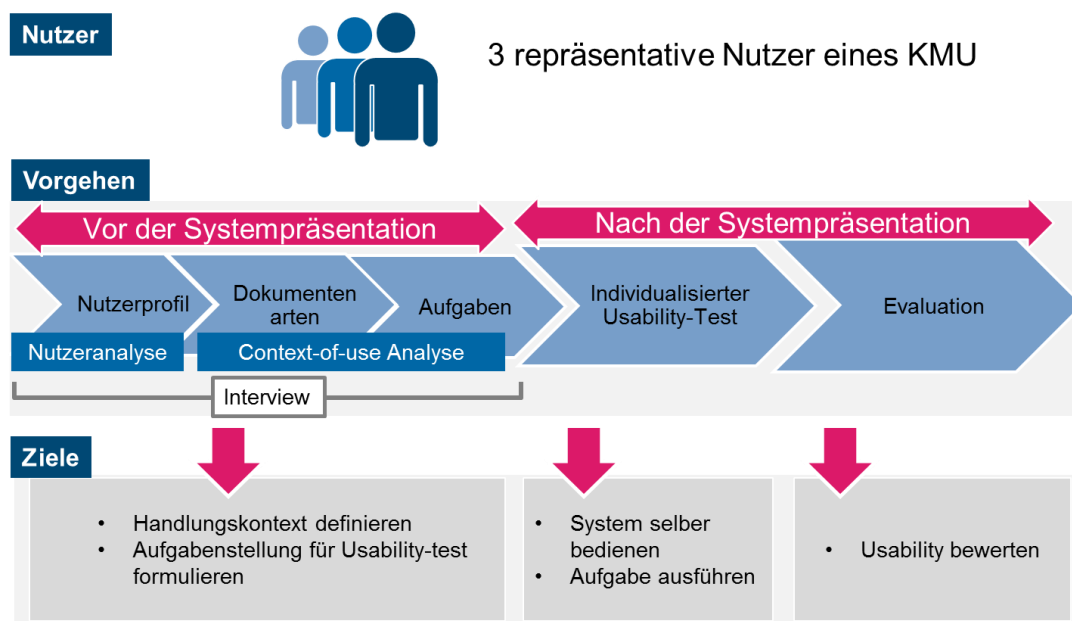 Nutzer
3 repräsentative Nutzer eines KMU
Vorgehen
Vor der Systempräsentation
Nach der Systempräsentation
Nutzerprofil
Dokumenten
arten
Aufgaben
Individualisierter
Usability-Test
Evaluation
Nutzeranalyse
Context-of-use Analyse
Interview
Ziele
• Handlungskontext definieren
• Aufgabenstellung für Usability-test
formulieren
• System selber
bedienen
• Aufgabe ausführen
• Usability bewerten